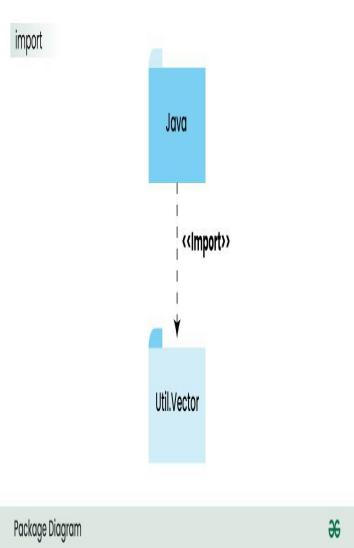 import
Java
<<Import>>
Util.Vector
Package Diagram